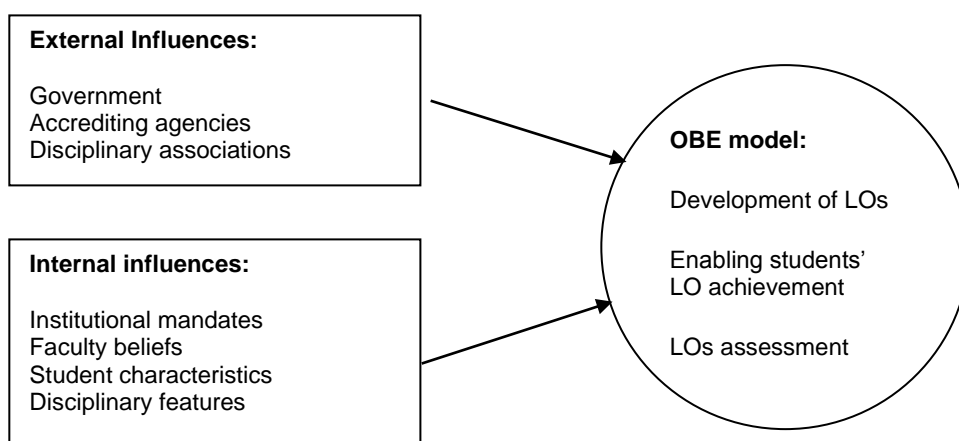 External Influences:
Government
Accrediting agencies
Disciplinary associations
Internal influences:
Institutional mandates
Faculty beliefs
Student characteristics
Disciplinary features
OBE model:
Development of LOs
Enabling students’
LO achievement
LOs assessment